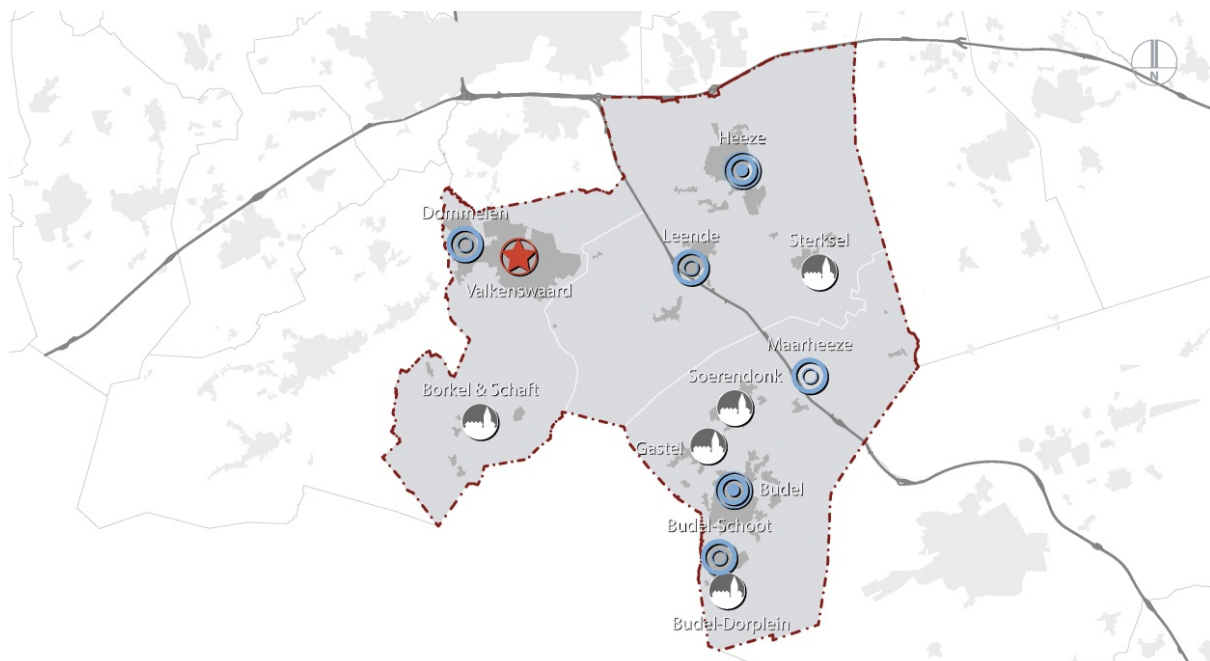 N
Heeze
Dommelen
Leende
Sterksel
Valkenswaard
Maarheeze
Soerendonk
Borkel & Schaft
Gastel
Budel
Budel-Schoot
Budel-Dorplein